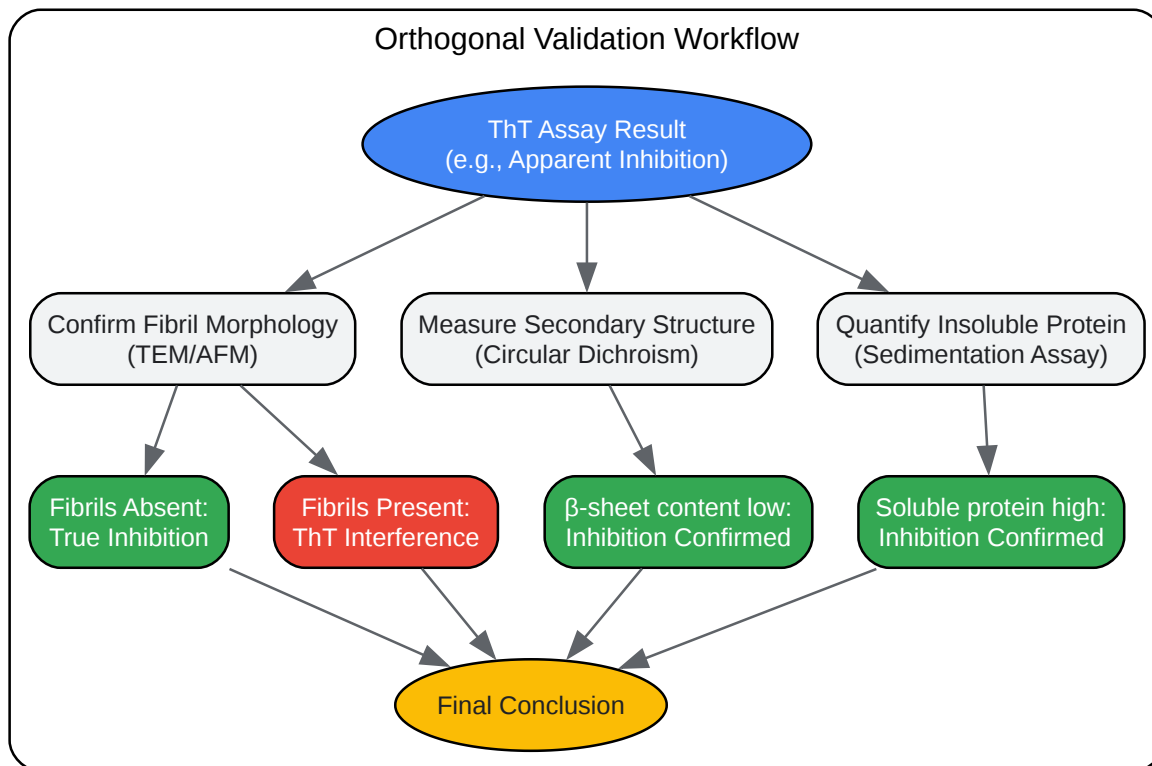 Orthogonal Validation Workflow
ThT Assay Result
(e.g., Apparent Inhibition)
Confirm Fibril Morphology
(TEM/AFM)
Measure Secondary Structure
(Circular Dichroism)
Quantify Insoluble Protein
(Sedimentation Assay)
Fibrils Absent:
True Inhibition
Fibrils Present:
ThT Interference
β-sheet content low:
Inhibition Confirmed
Soluble protein high:
Inhibition Confirmed
Final Conclusion